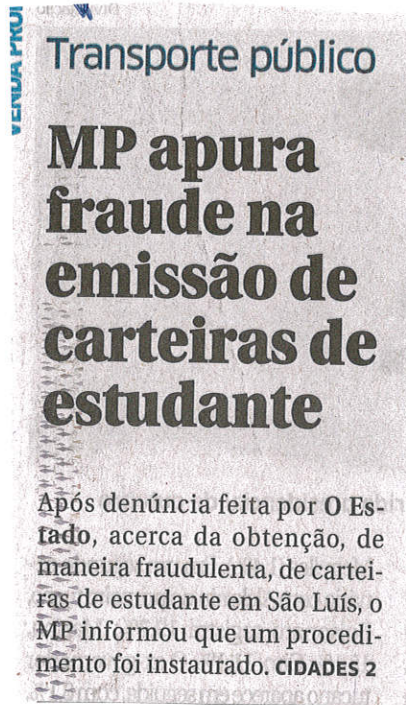 VENDA PROI
Transporte público
MP apura
fraude na
emissão de
carteiras de
estudante
Após denúncia feita por O Es-
tado, acerca da obtenção, de
maneira fraudulenta, de cartei-
ras de estudante em São Luís, o
MP informou que um procedi-
mento foi instaurado. CIDADES 2